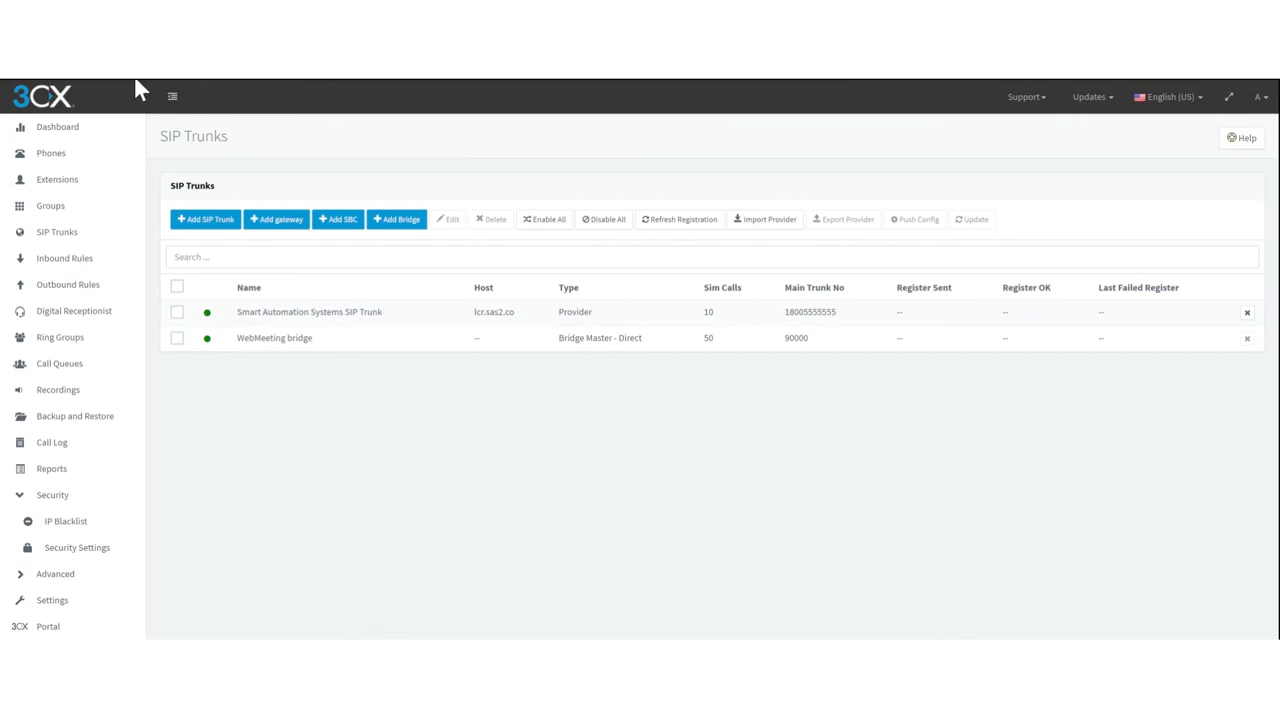 3CX
Support
Updates
English (US)
A
Dashboard
Phones
Extensions
Groups
SIP Trunks
Inbound Rules
Outbound Rules
Digital Receptionist
Ring Groups
Call Queues
Recordings
Backup and Restore
Call Log
Reports
Security
IP Blacklist
Security Settings
Advanced
Settings
3CX Portal
SIP Trunks
Help
SIP Trunks
+ Add SIP Trunk + Add gateway + Add SBC + Add Bridge Edit Delete Enable All Disable All Refresh Registration Import Provider Export Provider Push Config Update
Search ...
Name Host Type Sim Calls Main Trunk No Register Sent Register OK Last Failed Register
Smart Automation Systems SIP Trunk lcr.sas2.co Provider 10 18005555555 -- -- --
WebMeeting bridge -- Bridge Master - Direct 50 90000 -- -- --